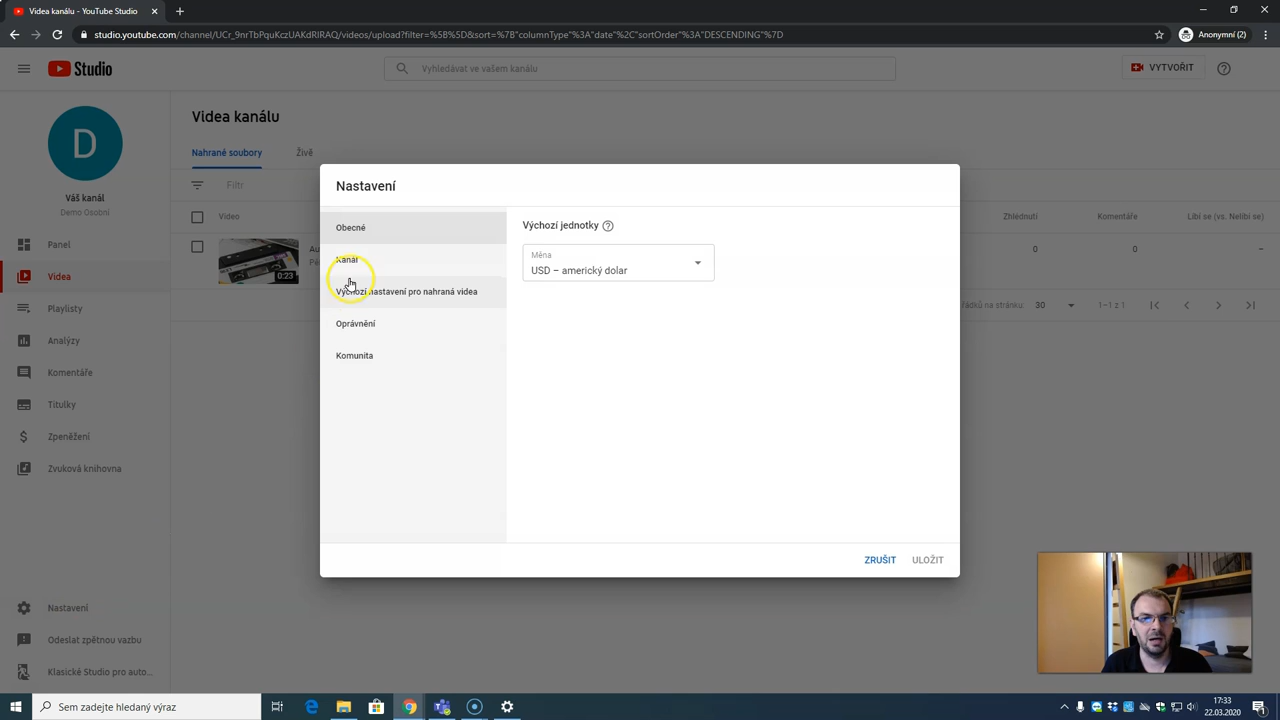 Videa kanálu - YouTube Studio
studio.youtube.com/channel/UCr_9nrTbPquKczUAKdRIRAQ/videos/upload?filter=%5B%5D&sort=%7B"columnType"%3A"date"%2C"sortOrder"%3A"DESCENDING"%7D
Anonymní (2)
Studio
Vyhledávat ve vašem kanálu
VYTVOŘIT
D
Váš kanál
Demo Osobní
Panel
Videa
Playlisty
Analýzy
Komentáře
Titulky
Zpeněžení
Zvuková knihovna
Nastavení
Odeslat zpětnou vazbu
Klasické Studio pro auto...
Videa kanálu
Nahrané soubory
Živě
Filtr
Video
Zhlédnutí
Komentáře
Líbí se (vs. Nelíbí se)
0:23
0
0
–
30
1–1 z 1
Nastavení
Obecné
Kanál
Výchozí nastavení pro nahraná videa
Oprávnění
Komunita
Výchozí jednotky
Měna
USD – americký dolar
ZRUŠIT
ULOŽIT
Sem zadejte hledaný výraz
17:33
22.03.2020